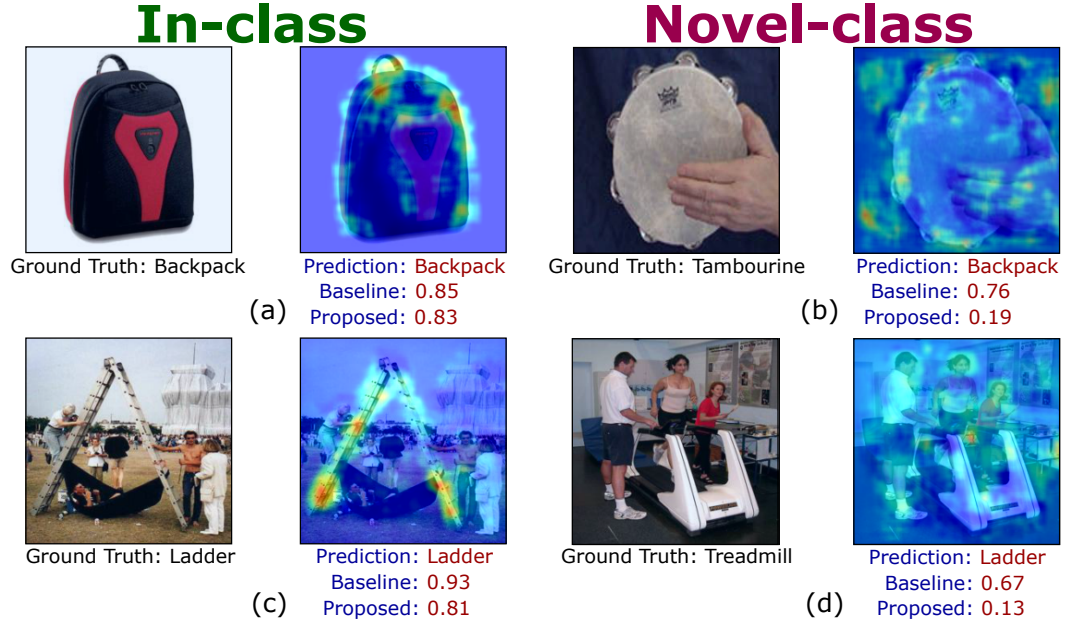 In-class
Novel-class
Ground Truth: Backpack
Prediction: Backpack
Baseline: 0.85
Proposed: 0.83
(a)
Ground Truth: Tambourine
Prediction: Backpack
Baseline: 0.76
Proposed: 0.19
(b)
Ground Truth: Ladder
Prediction: Ladder
Baseline: 0.93
Proposed: 0.81
(c)
Ground Truth: Treadmill
Prediction: Ladder
Baseline: 0.67
Proposed: 0.13
(d)